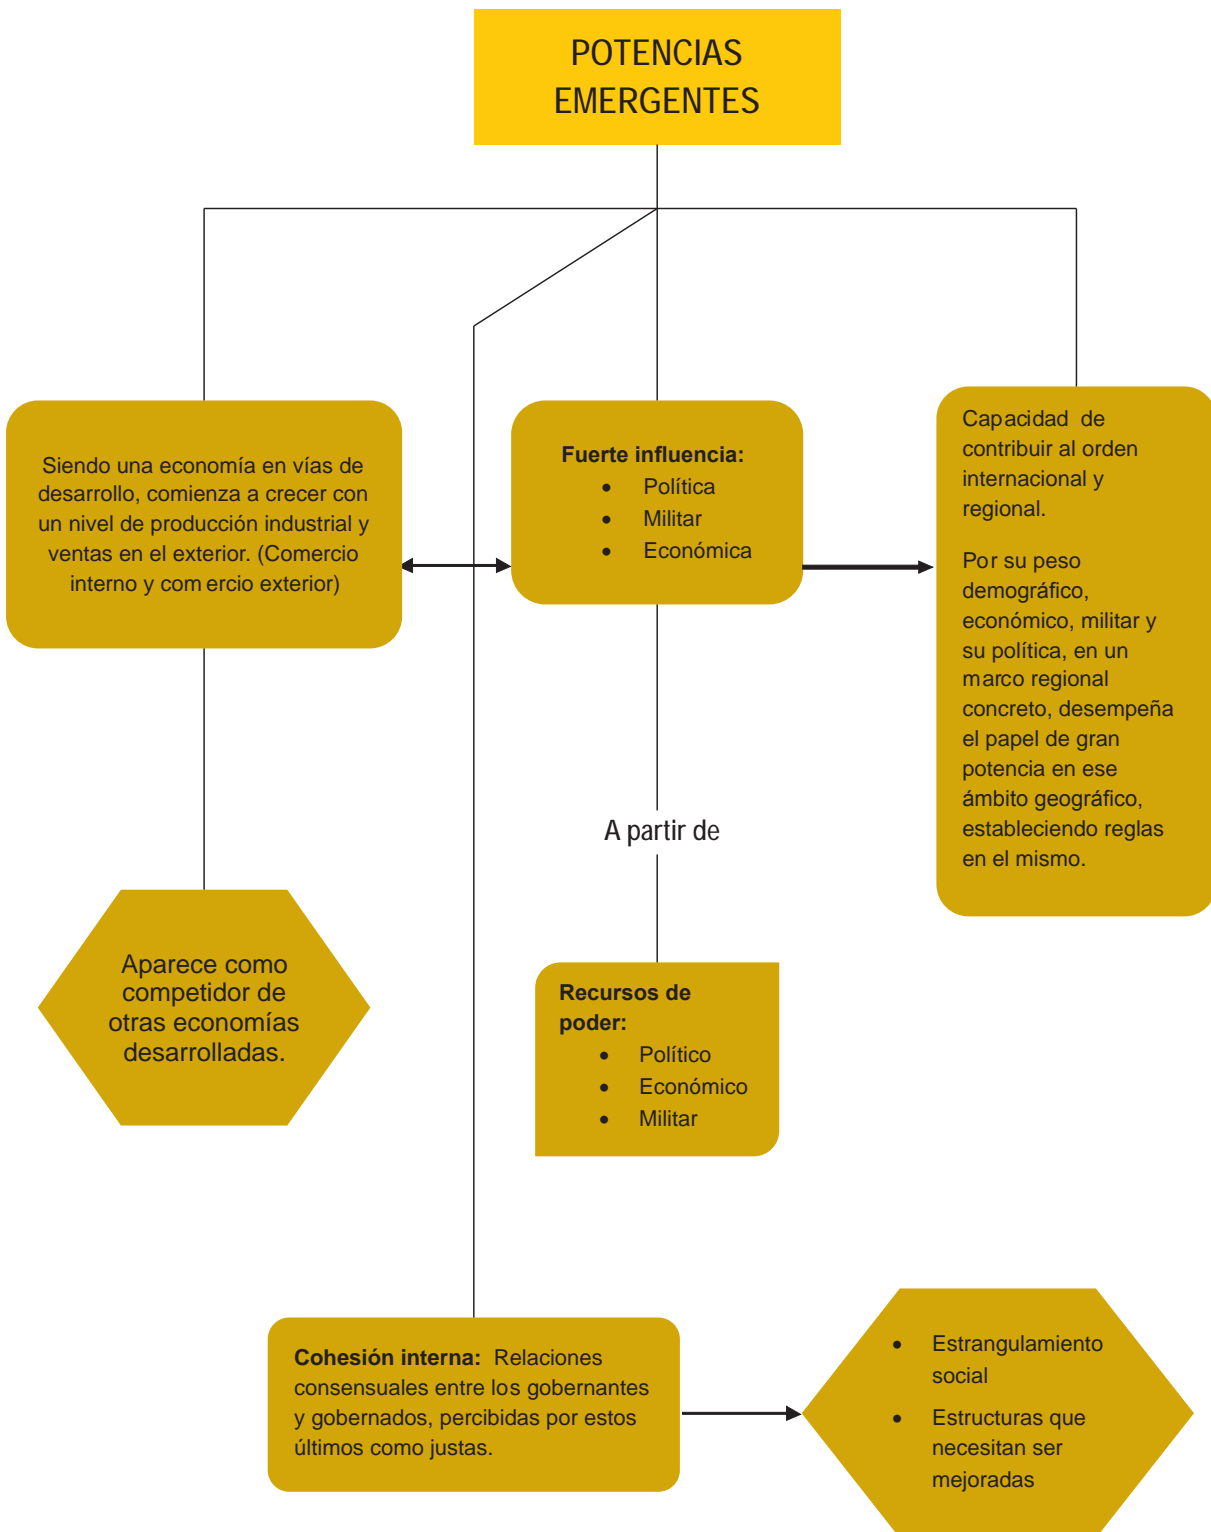 POTENCIAS
EMERGENTES
Siendo una economía en vías de
desarrollo, comienza a crecer con
un nivel de producción industrial y
ventas en el exterior. (Comercio
interno y com ercio exterior)
Fuerte influencia:
• Política
• Militar
• Económica
Capacidad de
contribuir al orden
internacional y
regional.
Por su peso
demográfico,
económico, militar y
su política, en un
marco regional
concreto, desempeña
el papel de gran
potencia en ese
ámbito geográfico,
estableciendo reglas
en el mismo.
A partir de
Aparece como
competidor de
otras economías
desarrolladas.
Recursos de
poder:
• Político
• Económico
• Militar
Cohesión interna: Relaciones
consensuales entre los gobernantes
y gobernados, percibidas por estos
últimos como justas.
• Estrangulamiento
social
• Estructuras que
necesitan ser
mejoradas